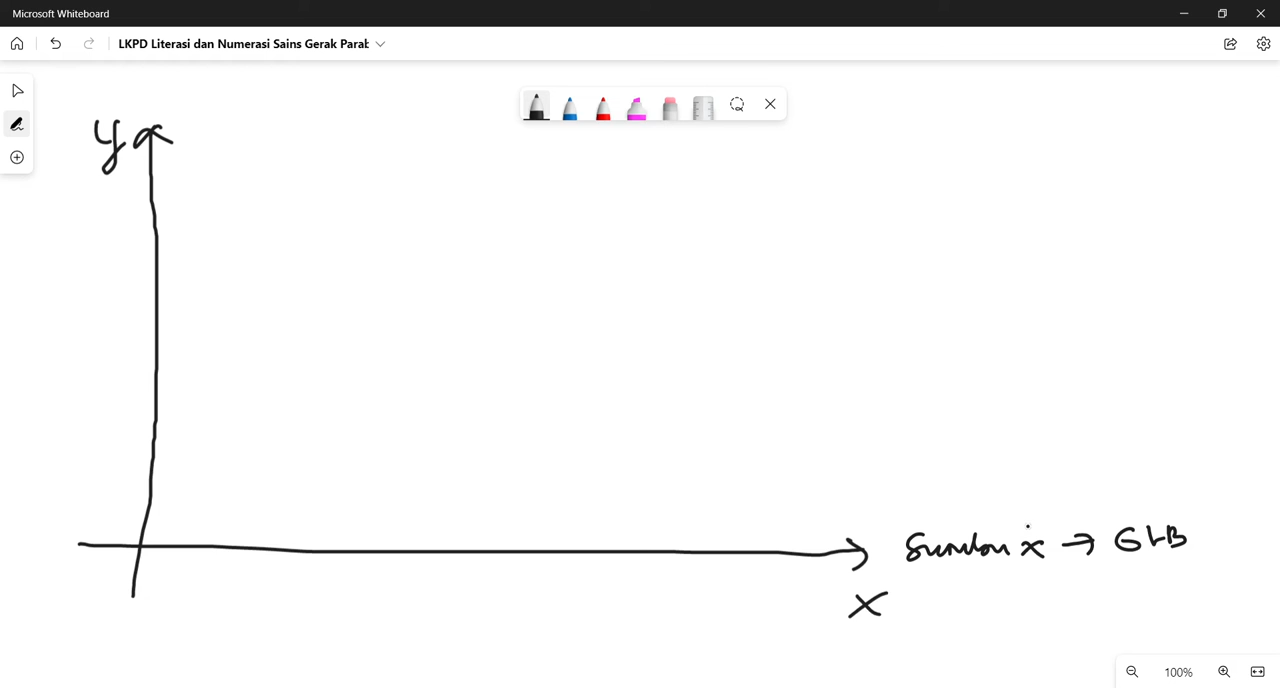 Microsoft Whiteboard
LKPD Literasi dan Numerasi Sains Gerak Parab
y
Sumbu x → GLB
X
100%